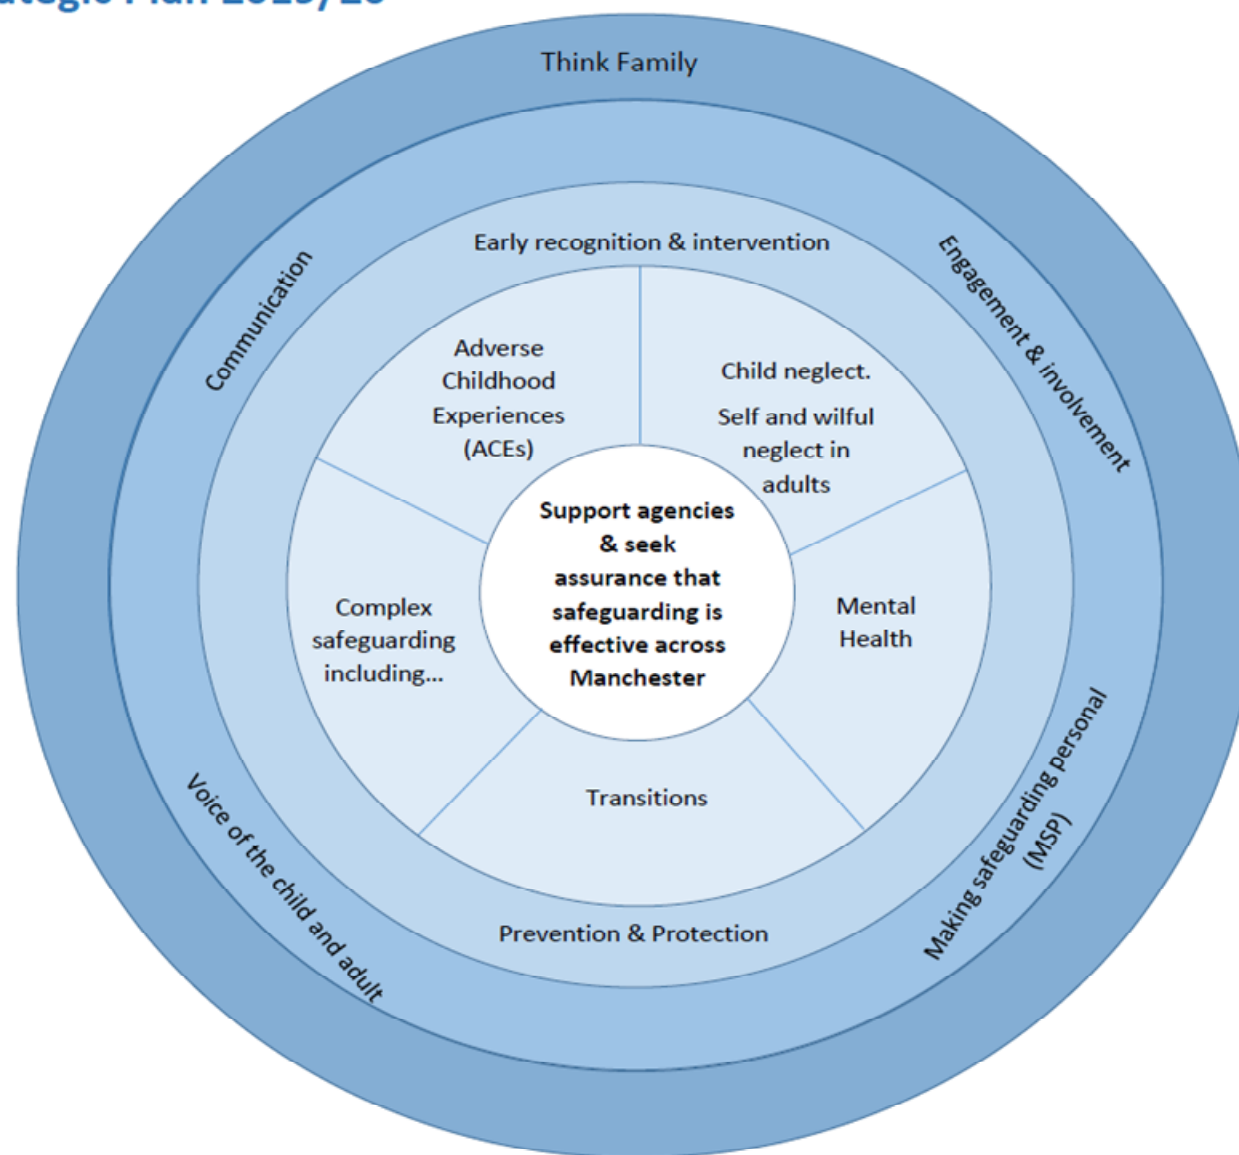 Think Family
Communication
Engagement & involvement
Early recognition & intervention
Adverse
Childhood
Experiences
(ACEs)
Child neglect.
Self and wilful
neglect in
adults
Support agencies
& seek
assurance that
safeguarding is
effective across
Manchester
Complex
safeguarding
including...
Mental
Health
Transitions
Voice of the child and adult
Making safeguarding personal
(MSP)
Prevention & Protection